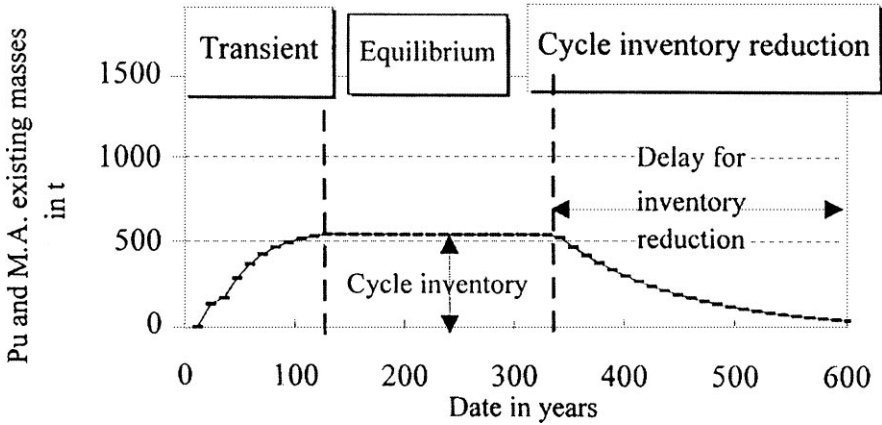 Transient
Equilibrium
Cycle inventory reduction
Pu and M.A. existing masses
in t
1500
1000
500
0
Delay for
inventory
reduction
Cycle inventory
0 100 200 300 400 500 600
Date in years